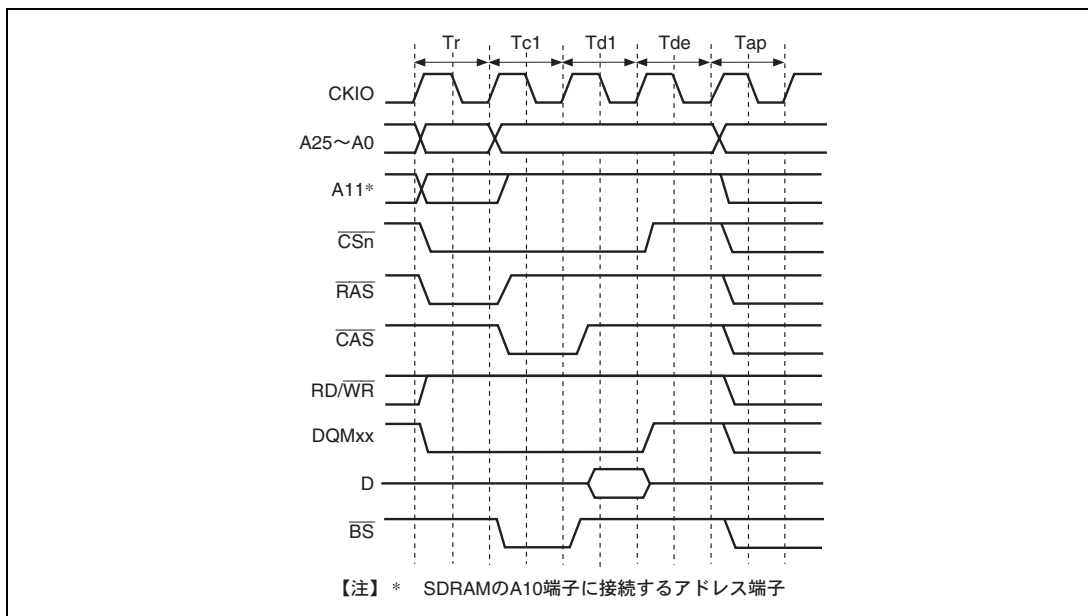 Tr Tc1 Td1 Tde Tap
CKIO
A25～A0
A11*
CSn
RAS
CAS
RD/WR
DQMxx
D
BS
【注】* SDRAMのA10端子に接続するアドレス端子